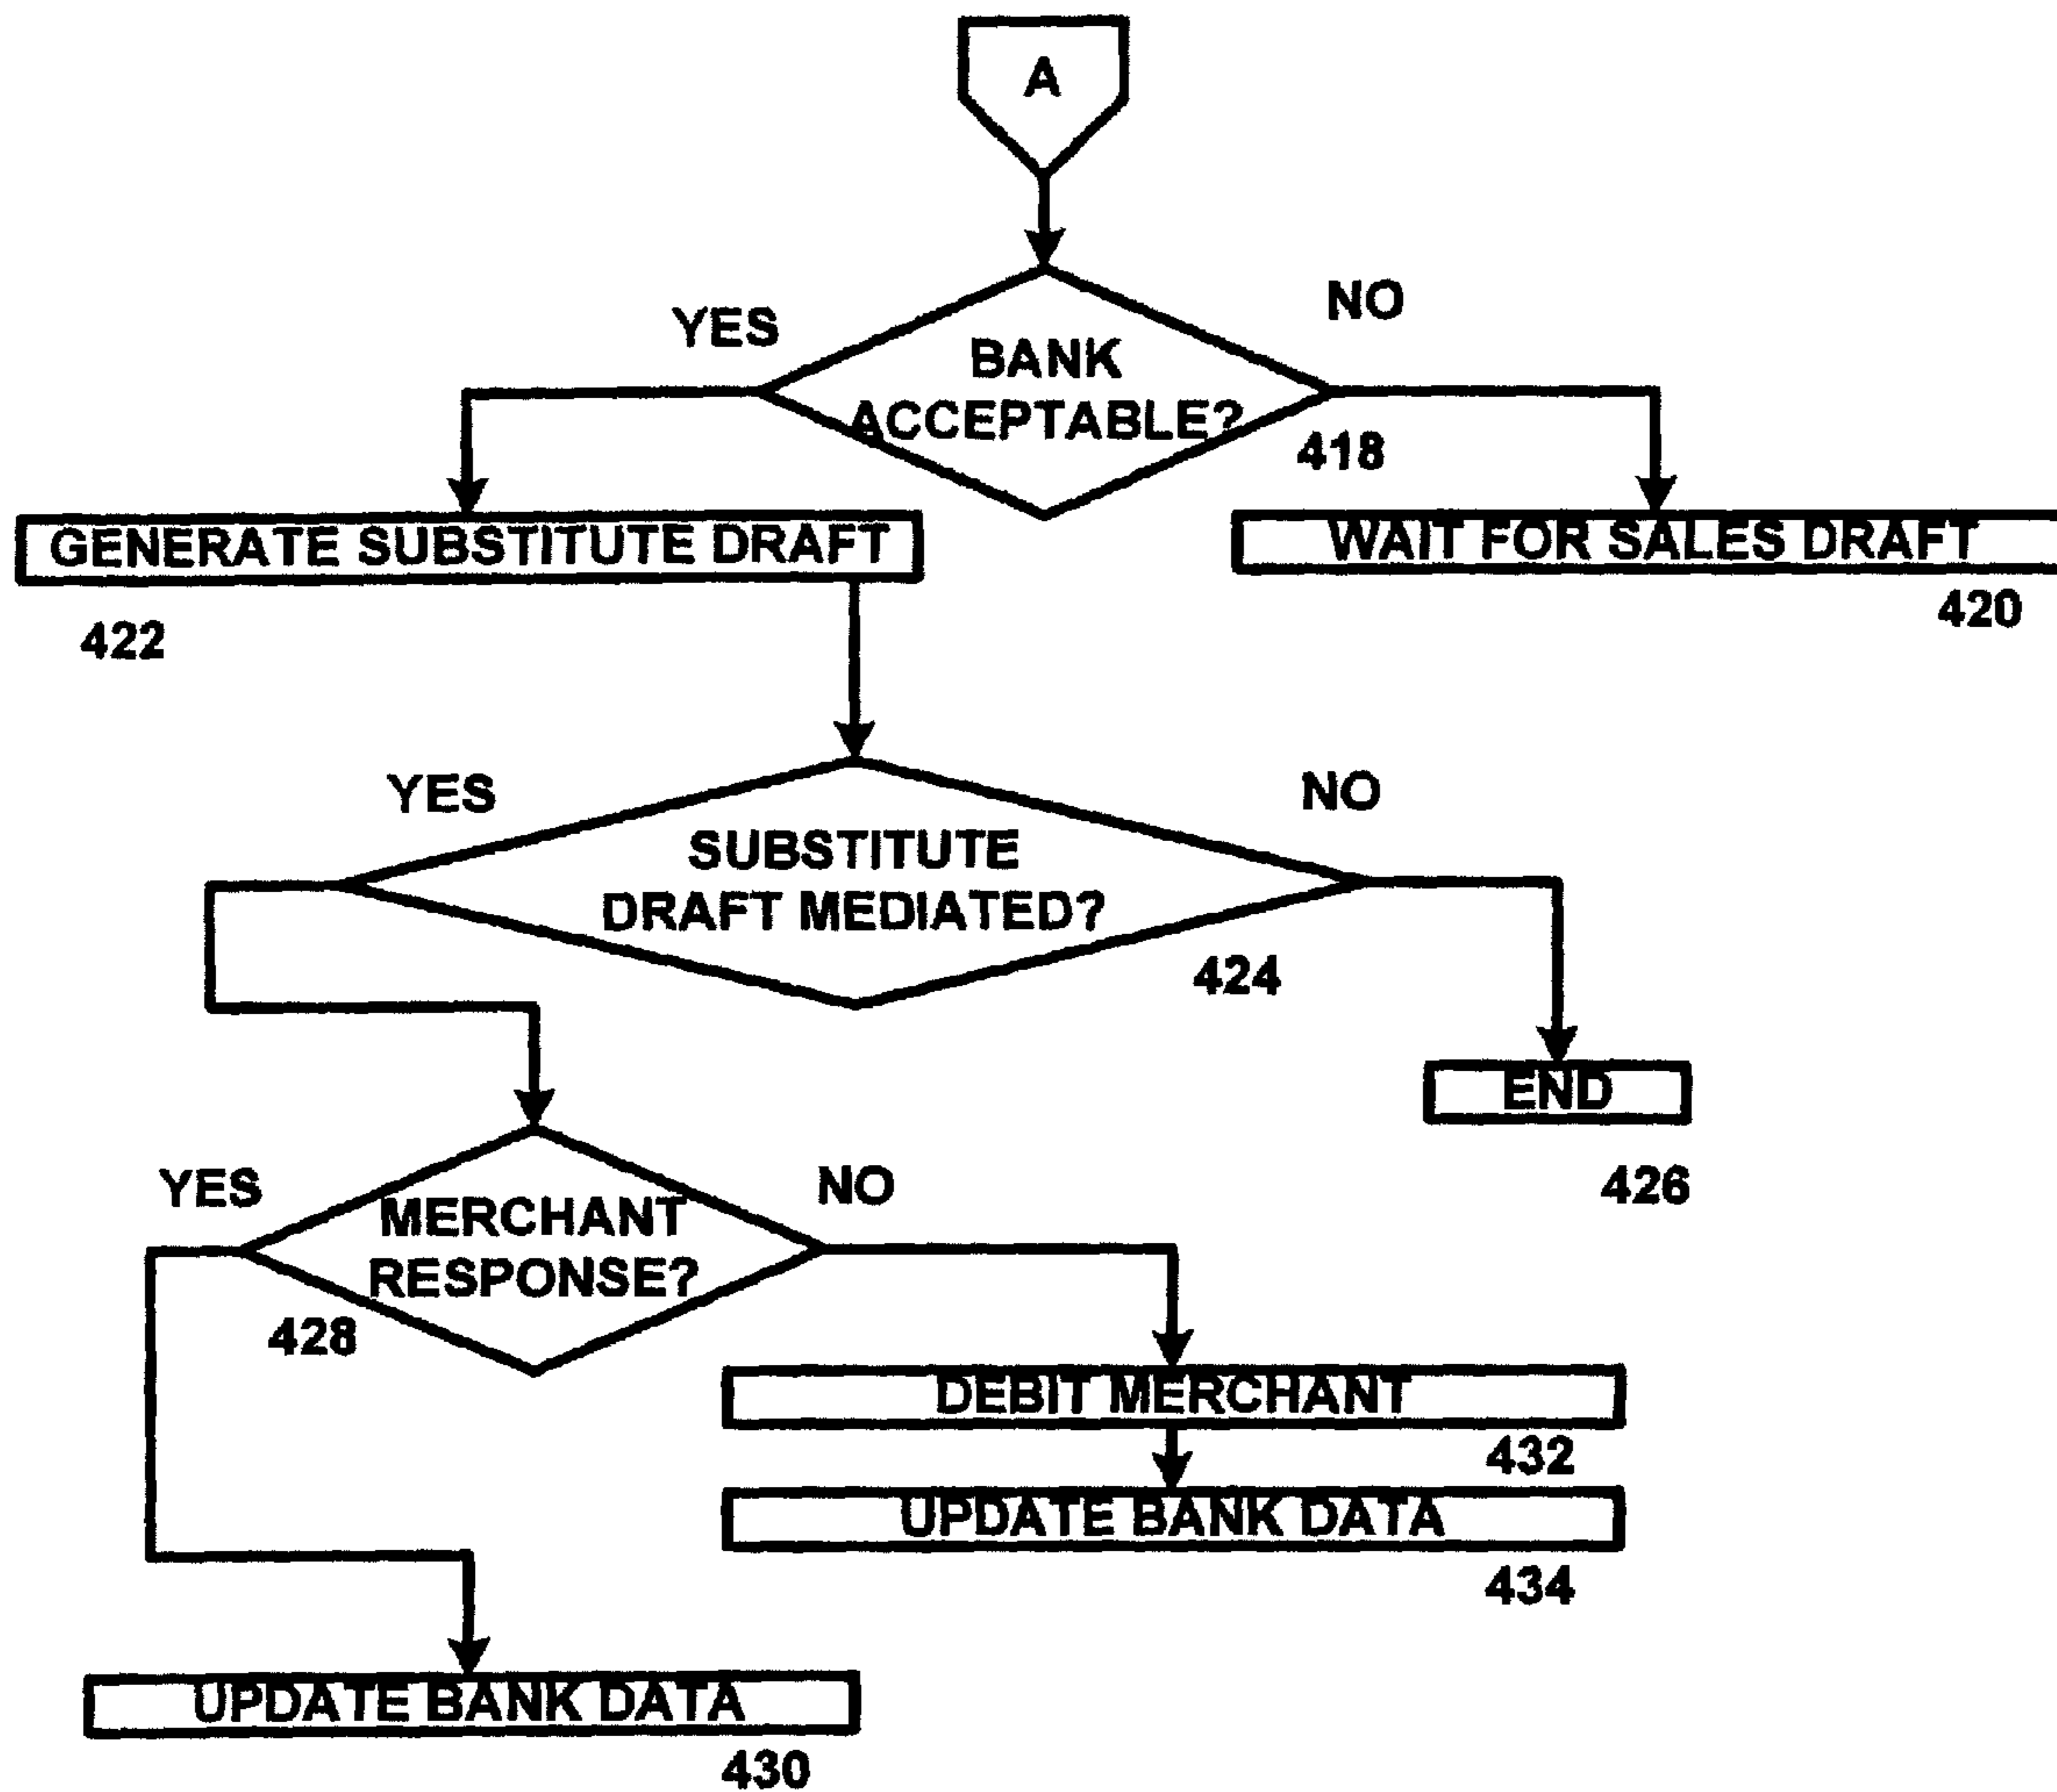 A
YES
NO
BANK
ACCEPTABLE?
418
GENERATE SUBSTITUTE DRAFT
WAIT FOR SALES DRAFT
422
420
YES
NO
SUBSTITUTE
DRAFT MEDIATED?
424
END
426
YES
NO
MERCHANT
RESPONSE?
428
DEBIT MERCHANT
432
UPDATE BANK DATA
434
UPDATE BANK DATA
430